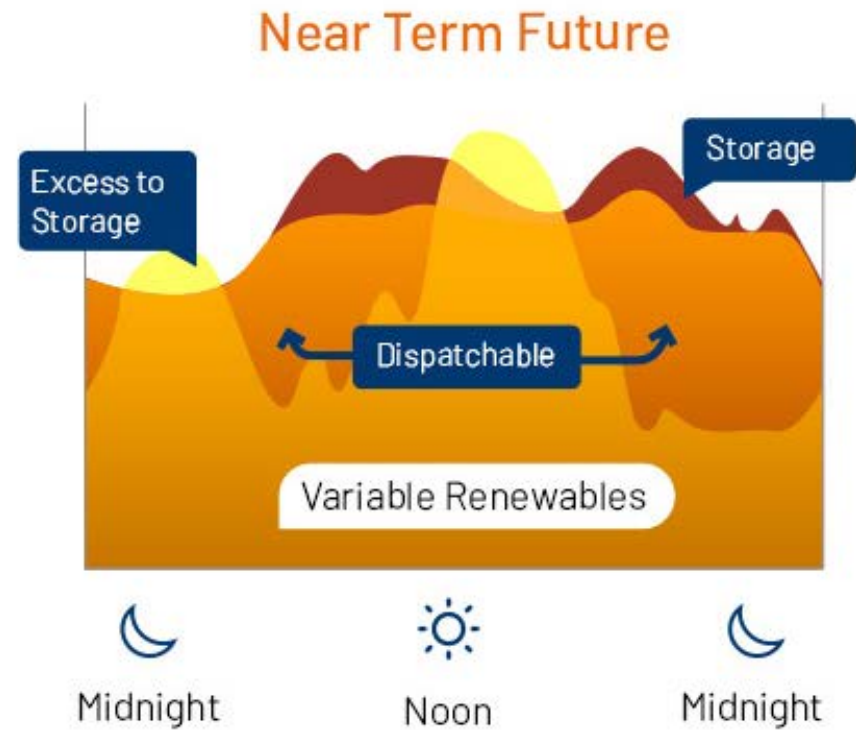 Near Term Future
Storage
Excess to
Storage
Dispatchable
Variable Renewables
Midnight
Noon
Midnight